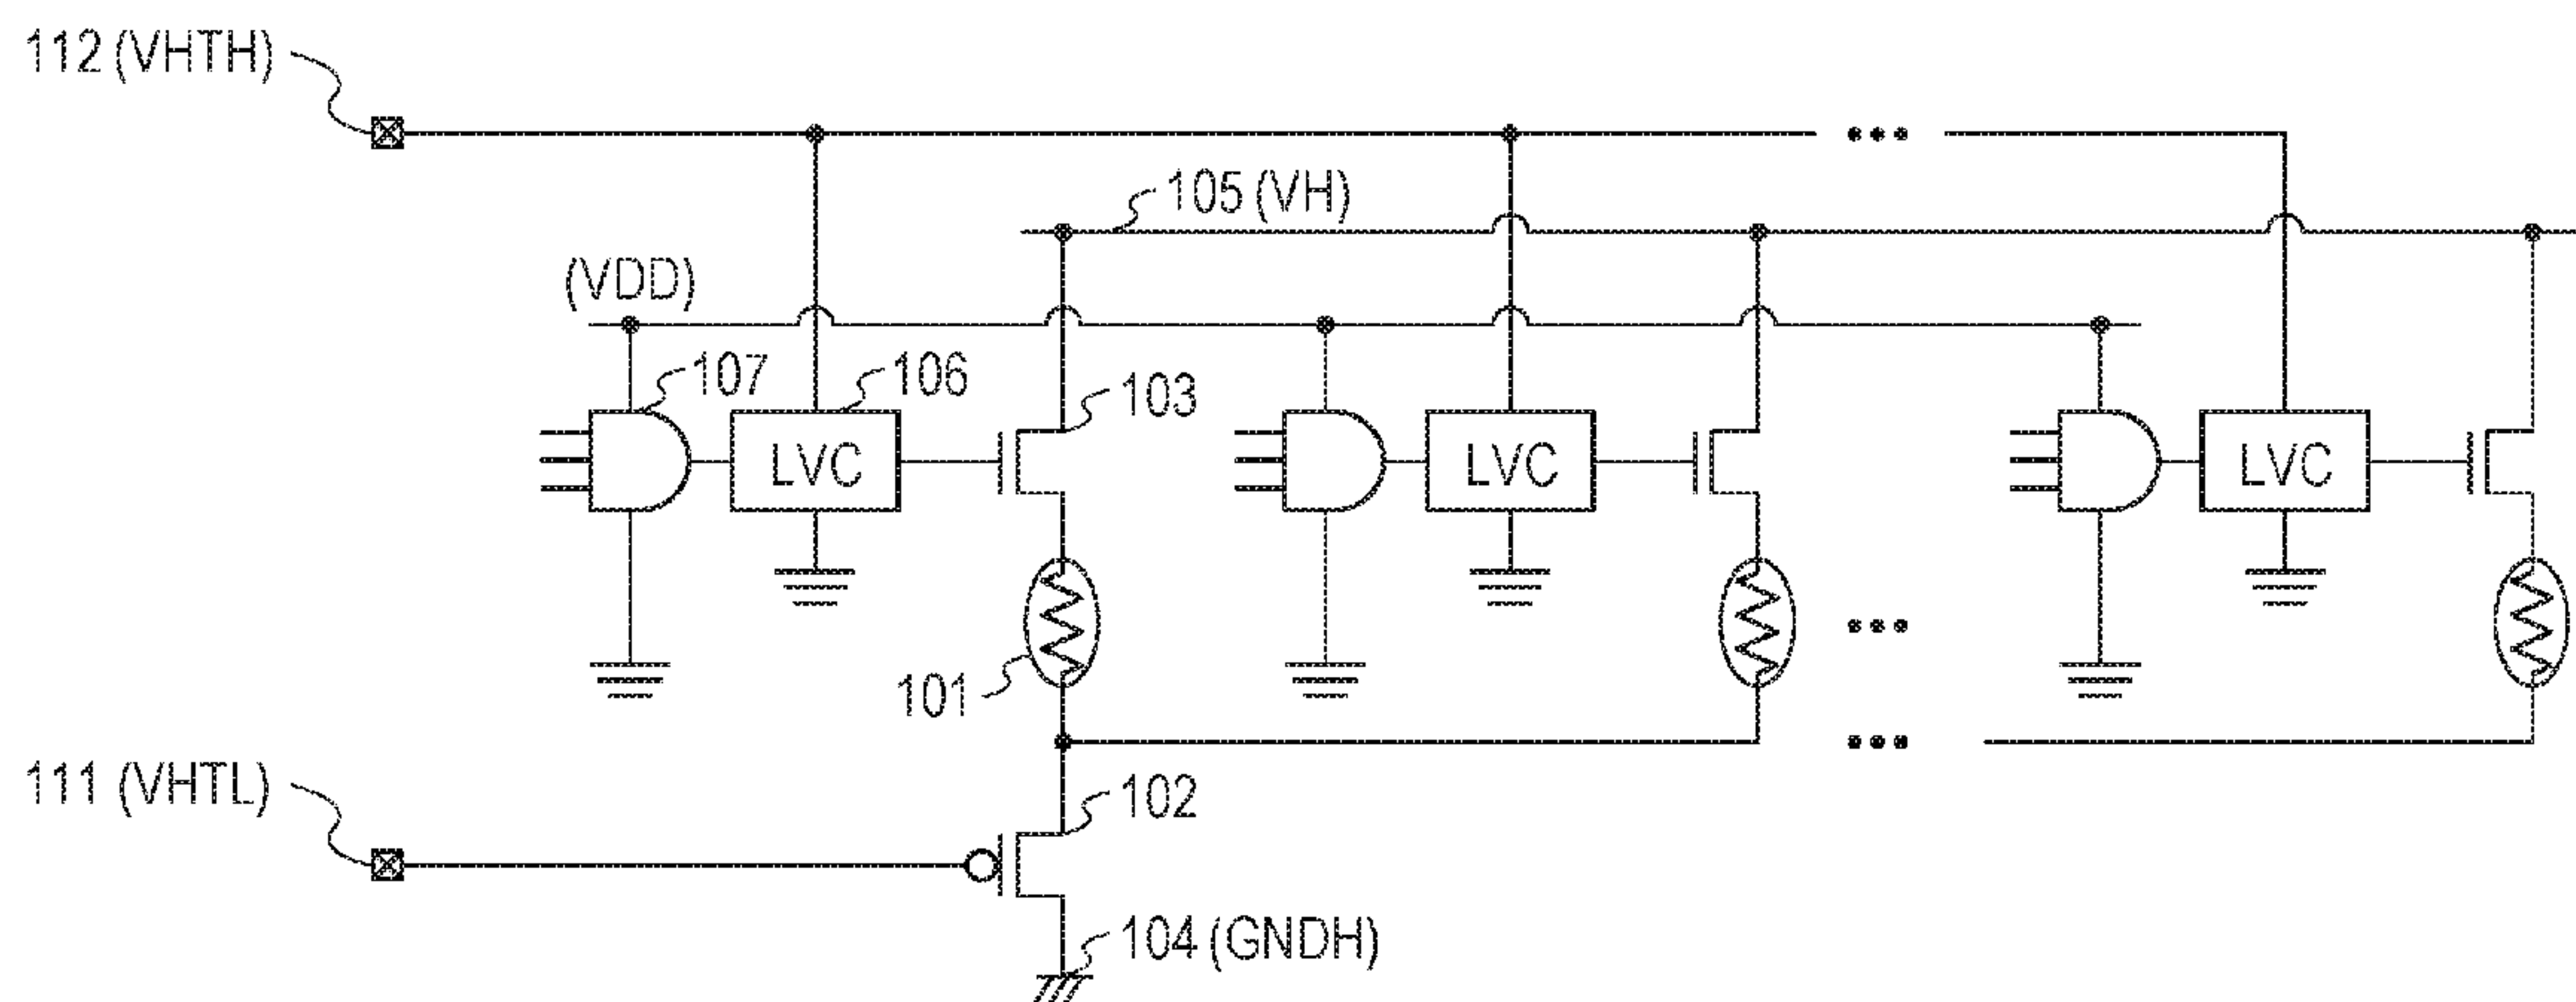 112 (VHTH)
105 (VH)
(VDD)
107
106
103
LVC
LVC
LVC
101
111 (VHTL)
102
104 (GNDH)